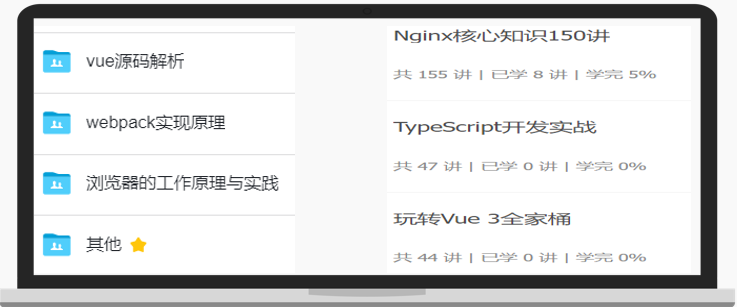 vue源码解析
webpack实现原理
浏览器的工作原理与实践
其他
Nginx核心知识150讲
共 155 讲 | 已学 8 讲 | 学完 5%
TypeScript开发实战
共 47 讲 | 已学 0 讲 | 学完 0%
玩转Vue 3全家桶
共 44 讲 | 已学 0 讲 | 学完 0%